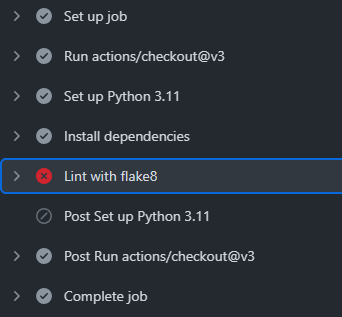 Set up job
Run actions/checkout@v3
Set up Python 3.11
Install dependencies
Lint with flake8
Post Set up Python 3.11
Post Run actions/checkout@v3
Complete job